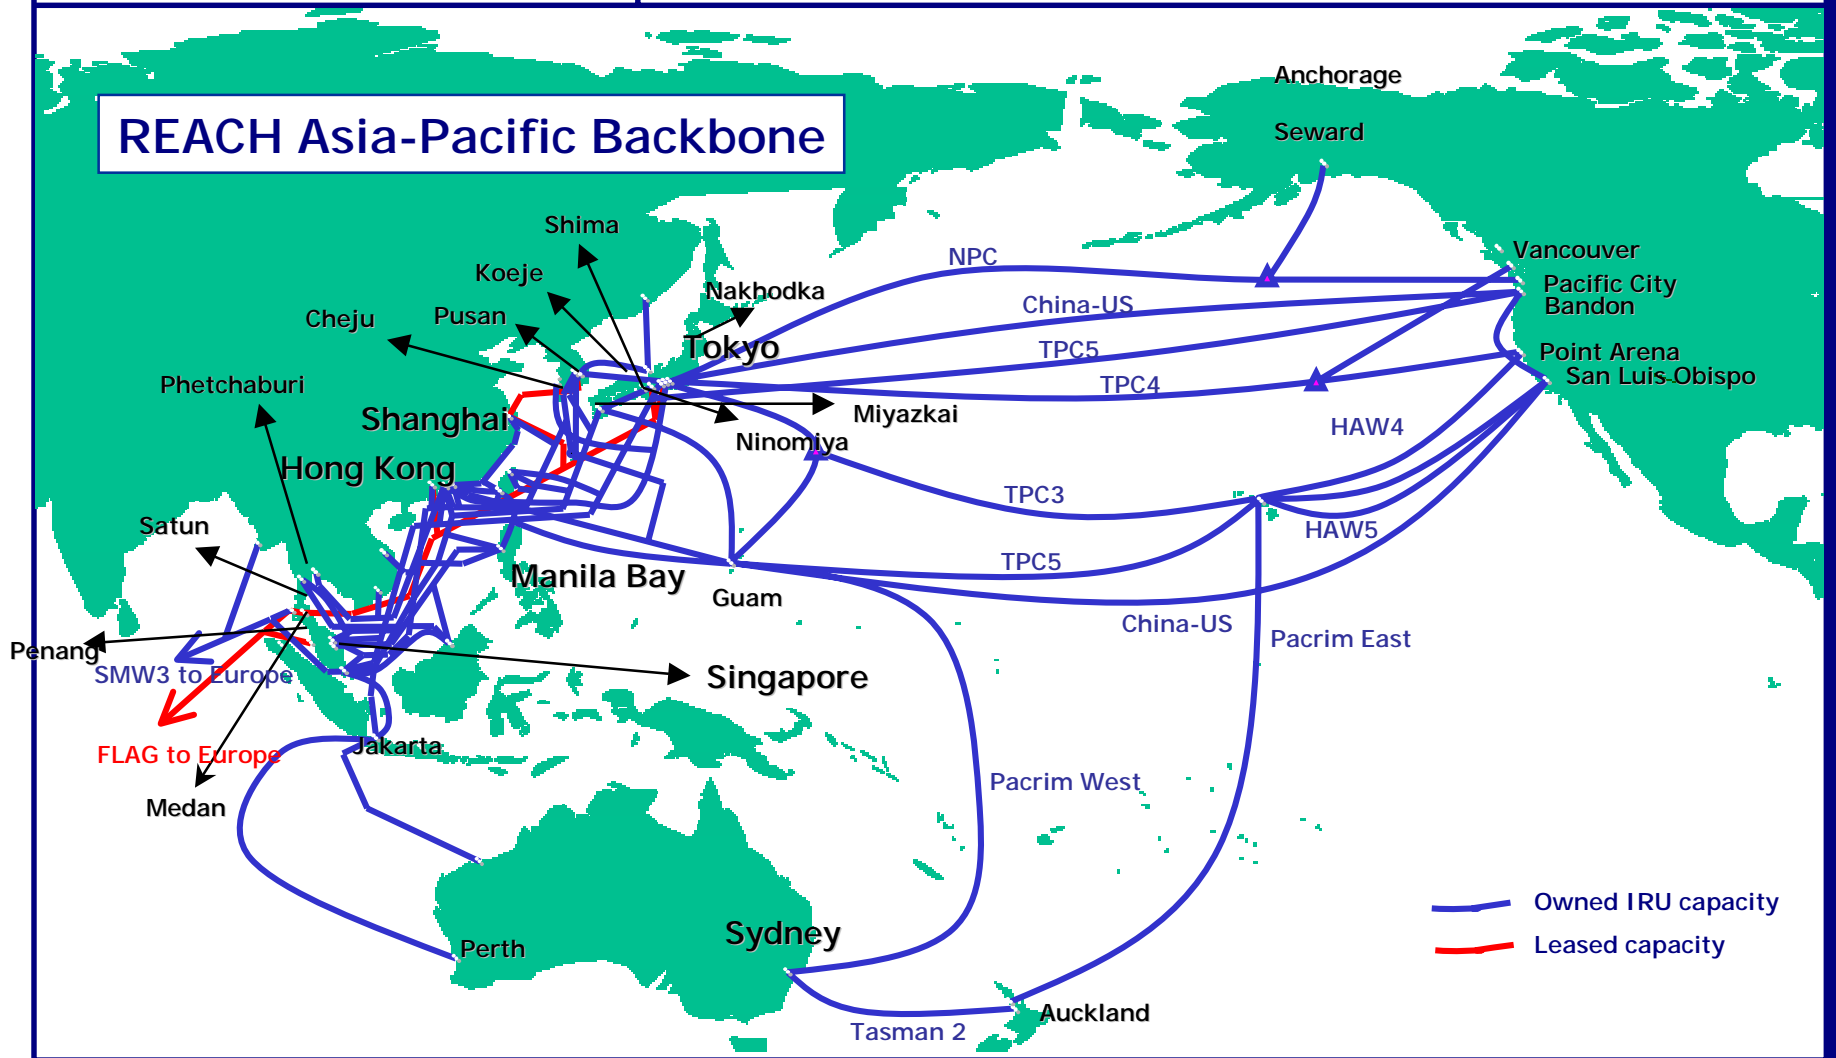 Anchorage
REACH Asia-Pacific Backbone
Seward
Shima
Vancouver
NPC
Koeje
Nakhodka
Pacific City
China-US
Bandon
Cheju
Pusan
Tokyo
TPC5
Point Arena
San Luis Obispo
Phetchaburi
TPC4
Shanghai
Miyazkai
HAW4
Ninomiya
Hong Kong
TPC3
Satun
HAW5
TPC5
Manila Bay
Guam
China-US
Pacrim East
Penang
SMW3 to Europe
Singapore
Jakarta
FLAG to Europe
Pacrim West
Medan
Owned IRU capacity
Sydney
Leased capacity
Perth
Auckland
Tasman 2